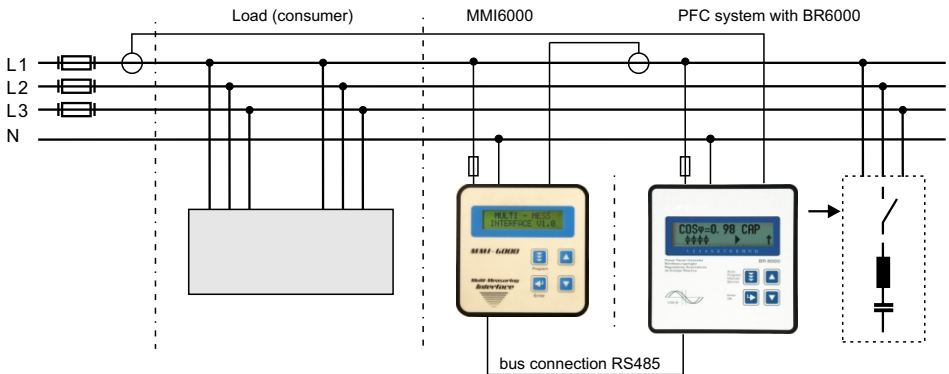 Load (consumer)
MMI6000
PFC system with BR6000
L1
L2
L3
N
MULTI - MESS
INTERFACE V1.0
MMI-6000
Program
Multi-Measuring
Interface
Enter
COSφ=0.98 CAP
BR 6000
bus connection RS485